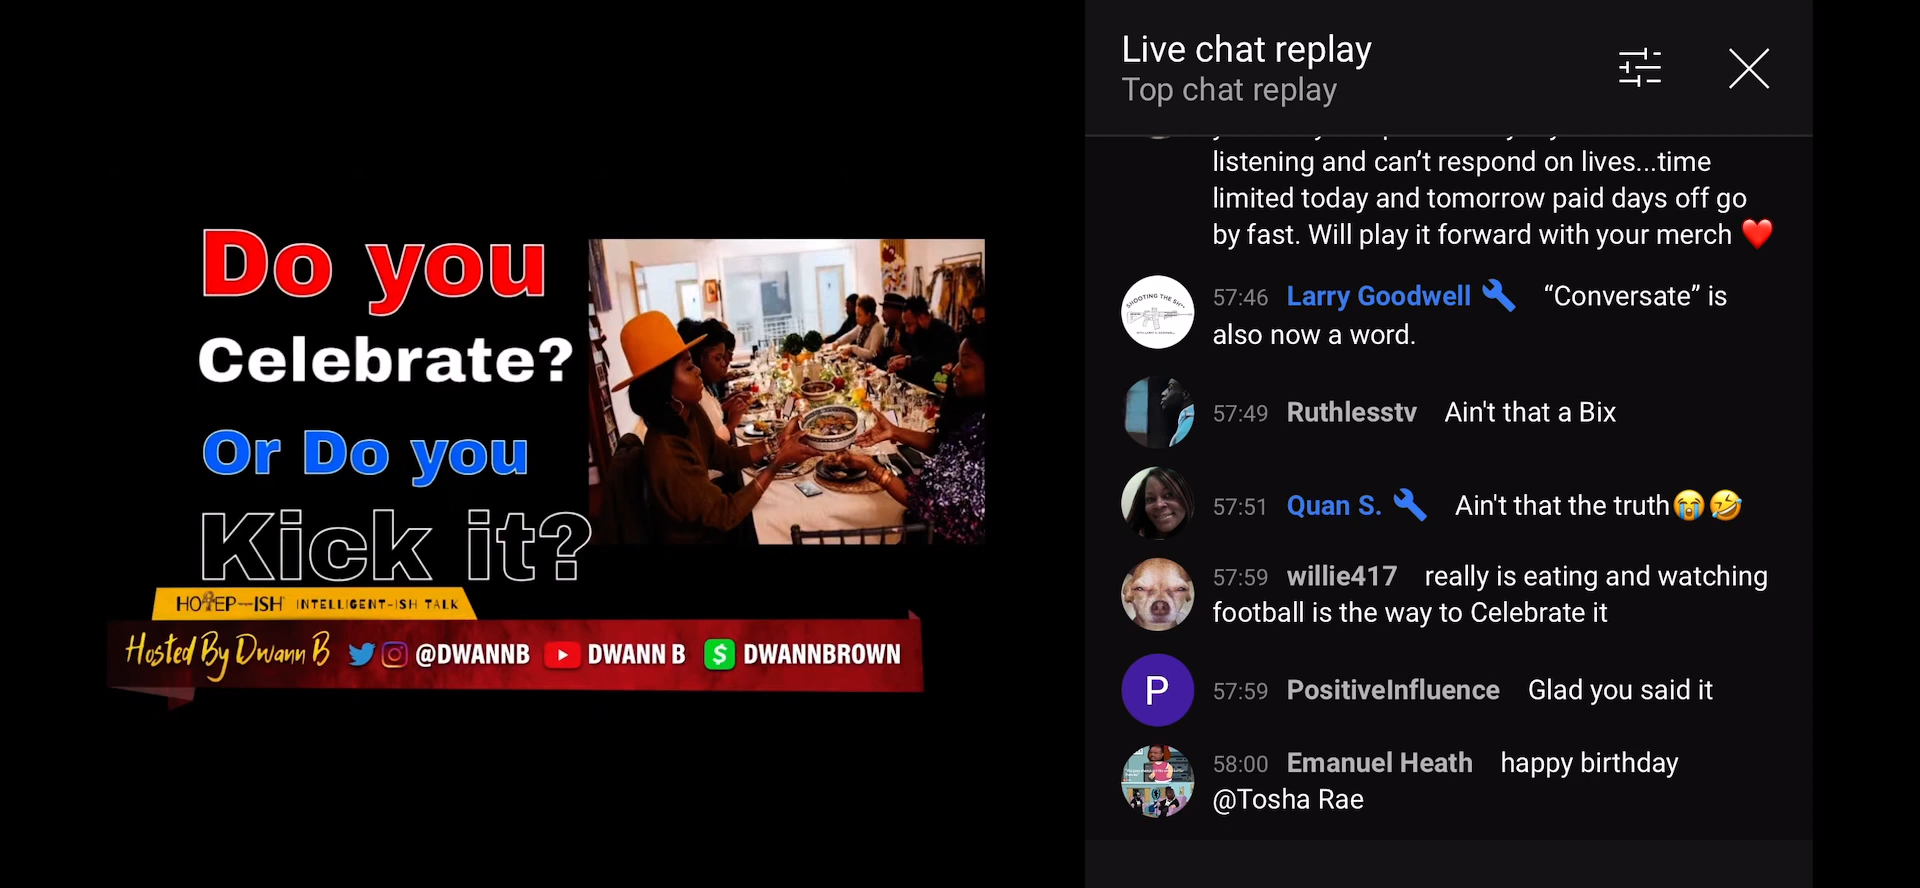 Do you
Celebrate?
Or Do you
Kick it?
HOTEP-ISH INTELLIGENT-ISH TALK
Hosted By Dwann B @DWANNB DWANN B $ DWANNBROWN
Live chat replay
Top chat replay
listening and can’t respond on lives...time
limited today and tomorrow paid days off go
by fast. Will play it forward with your merch ❤️
SHOOTING THE SH**
57:46 Larry Goodwell “Conversate” is
also now a word.
57:49 Ruthlesstv Ain't that a Bix
57:51 Quan S. Ain't that the truth😭🤣
57:59 willie417 really is eating and watching
football is the way to Celebrate it
P
57:59 PositiveInfluence Glad you said it
58:00 Emanuel Heath happy birthday
@Tosha Rae